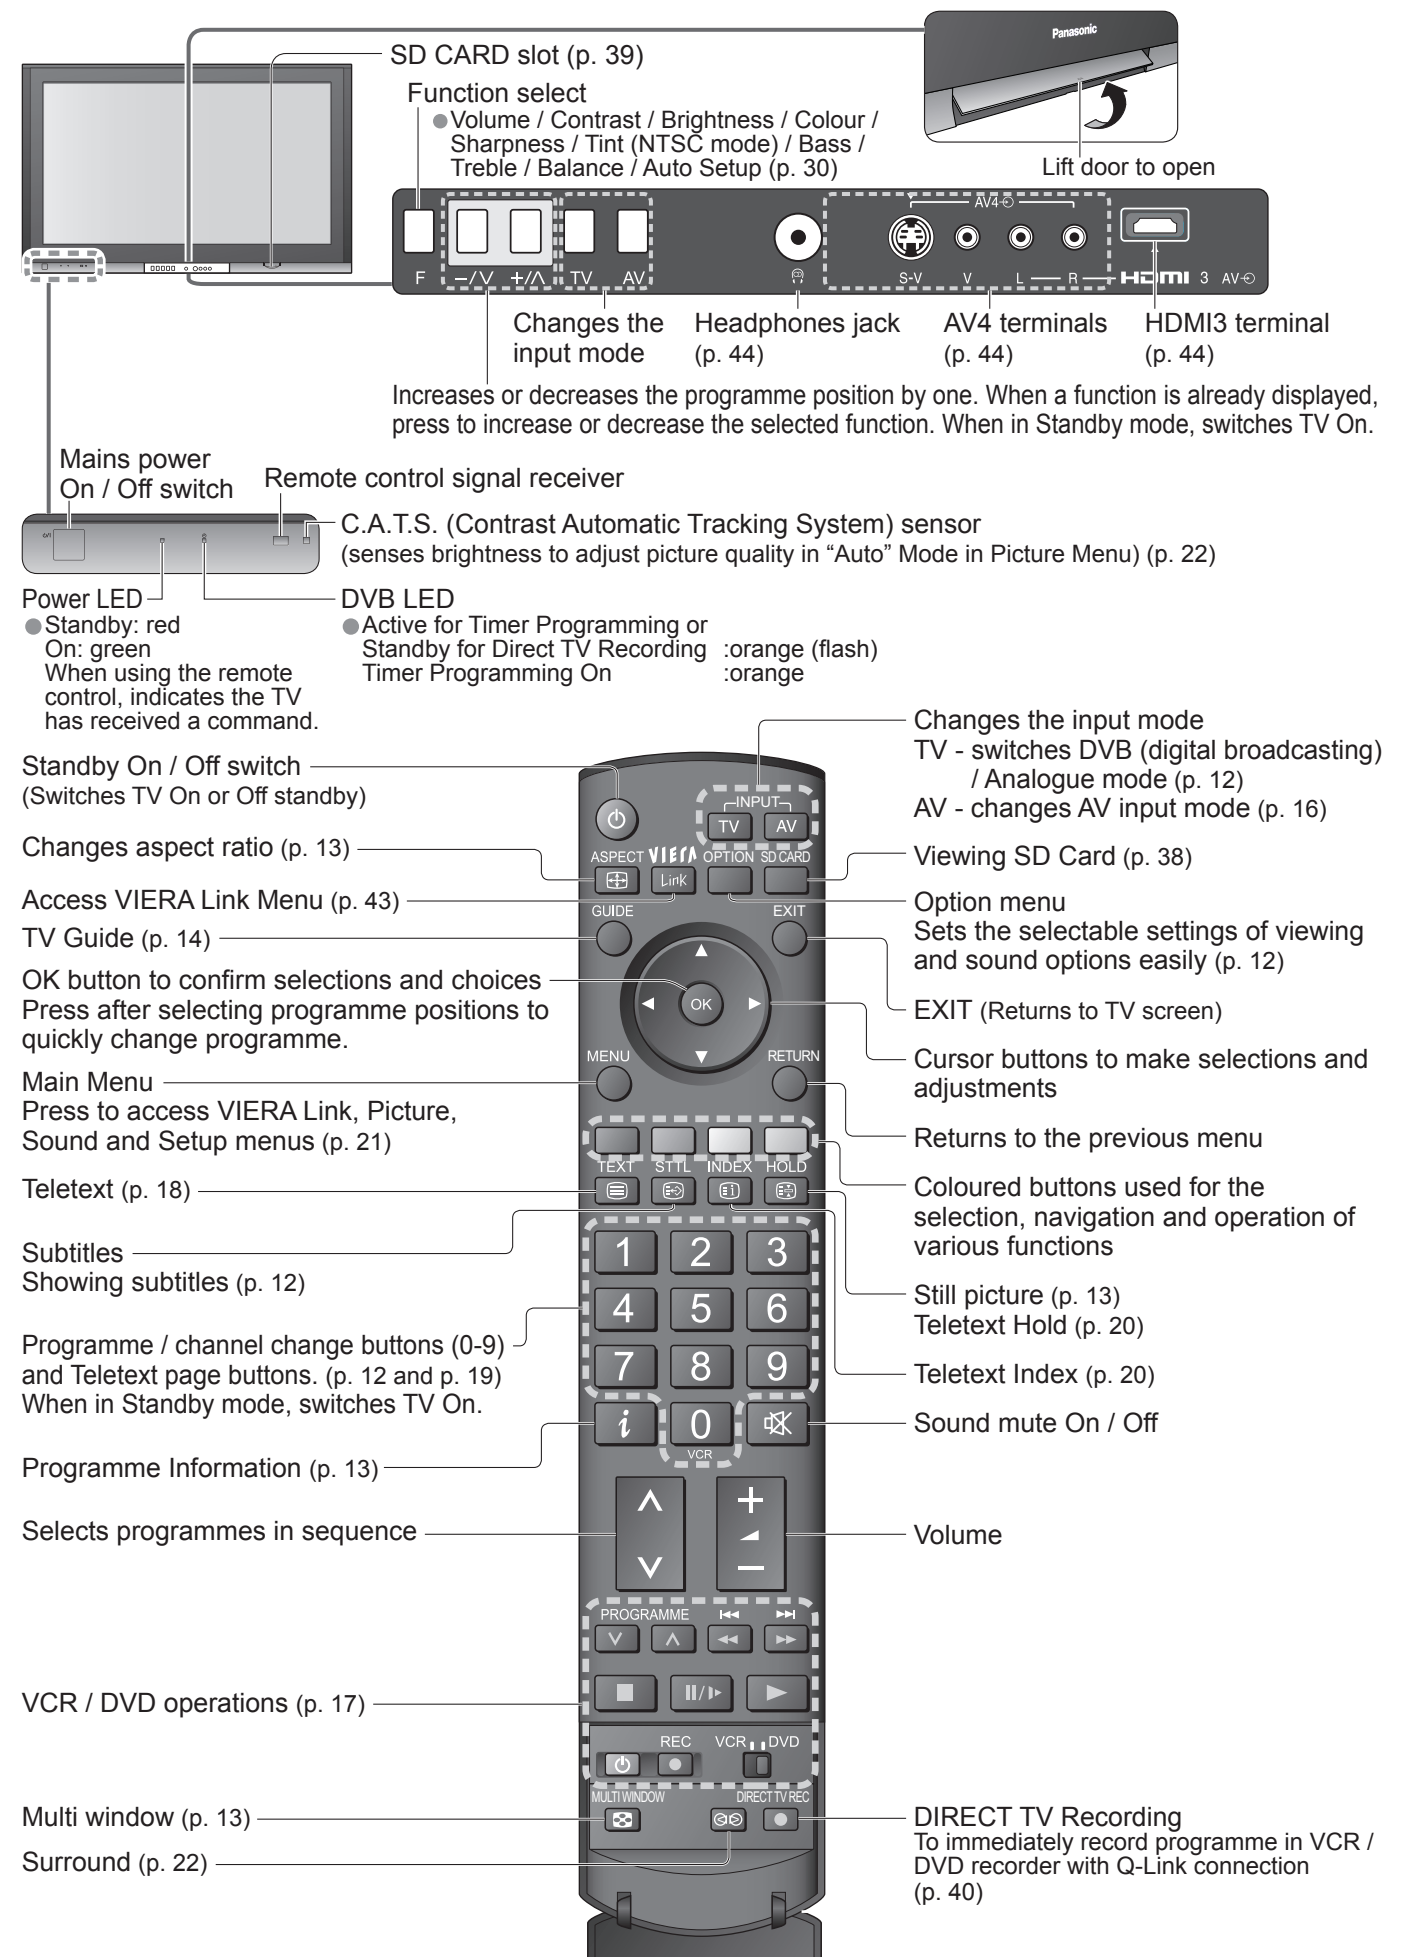 Panasonic
SD CARD slot (p. 39)
Function select
Volume / Contrast / Brightness / Colour /
Sharpness / Tint (NTSC mode) / Bass /
Treble / Balance / Auto Setup (p. 30)
Lift door to open
AV4
F
−/∨
+/∧
TV
AV
S-V
V
L
R
HDMI 3 AV
Changes the
input mode
Headphones jack
(p. 44)
AV4 terminals
(p. 44)
HDMI3 terminal
(p. 44)
Increases or decreases the programme position by one. When a function is already displayed,
press to increase or decrease the selected function. When in Standby mode, switches TV On.
Mains power
On / Off switch
Remote control signal receiver
C.A.T.S. (Contrast Automatic Tracking System) sensor
(senses brightness to adjust picture quality in “Auto” Mode in Picture Menu) (p. 22)
Power LED
Standby: red
On: green
When using the remote
control, indicates the TV
has received a command.
DVB LED
Active for Timer Programming or
Standby for Direct TV Recording :orange (flash)
Timer Programming On :orange
Standby On / Off switch
(Switches TV On or Off standby)
Changes aspect ratio (p. 13)
Access VIERA Link Menu (p. 43)
TV Guide (p. 14)
OK button to confirm selections and choices
Press after selecting programme positions to
quickly change programme.
Main Menu
Press to access VIERA Link, Picture,
Sound and Setup menus (p. 21)
Teletext (p. 18)
Subtitles
Showing subtitles (p. 12)
Programme / channel change buttons (0-9)
and Teletext page buttons. (p. 12 and p. 19)
When in Standby mode, switches TV On.
Programme Information (p. 13)
Selects programmes in sequence
VCR / DVD operations (p. 17)
Multi window (p. 13)
Surround (p. 22)
INPUT
TV AV
ASPECT VIERA OPTION SD CARD
Link
GUIDE EXIT
OK
MENU RETURN
TEXT STTL INDEX HOLD
1 2 3
4 5 6
7 8 9
i 0
VCR
PROGRAMME
REC VCR DVD
MULTI WINDOW DIRECT TV REC
Changes the input mode
TV - switches DVB (digital broadcasting)
/ Analogue mode (p. 12)
AV - changes AV input mode (p. 16)
Viewing SD Card (p. 38)
Option menu
Sets the selectable settings of viewing
and sound options easily (p. 12)
EXIT (Returns to TV screen)
Cursor buttons to make selections and
adjustments
Returns to the previous menu
Coloured buttons used for the
selection, navigation and operation of
various functions
Still picture (p. 13)
Teletext Hold (p. 20)
Teletext Index (p. 20)
Sound mute On / Off
Volume
DIRECT TV Recording
To immediately record programme in VCR /
DVD recorder with Q-Link connection
(p. 40)